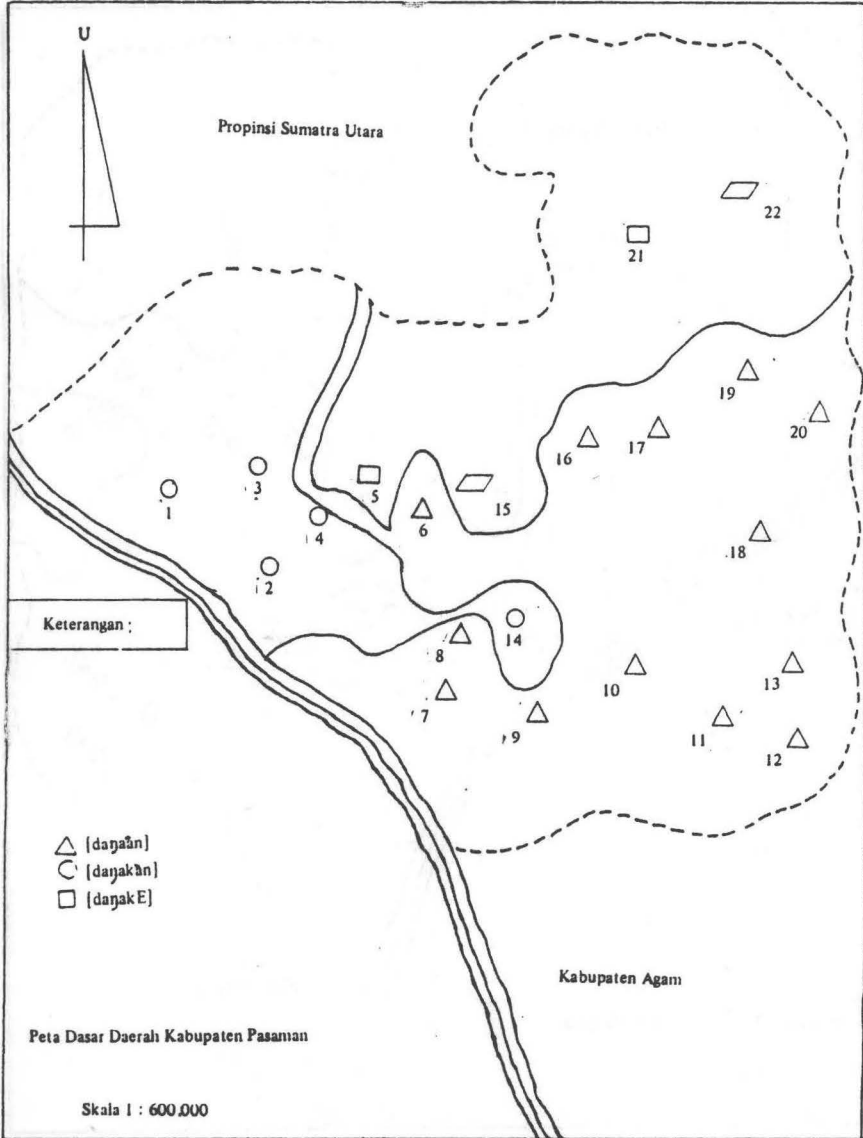 U
Propinsi Sumatra Utara
22
21
19
20
16
17
3
5
15
1
6
4
18
2
Keterangan :
14
8
10
13
7
9
11
12
[daŋaăn]
[daŋakăn]
[daŋakE]
Kabupaten Agam
Peta Dasar Daerah Kabupaten Pasaman
Skala 1 : 600.000